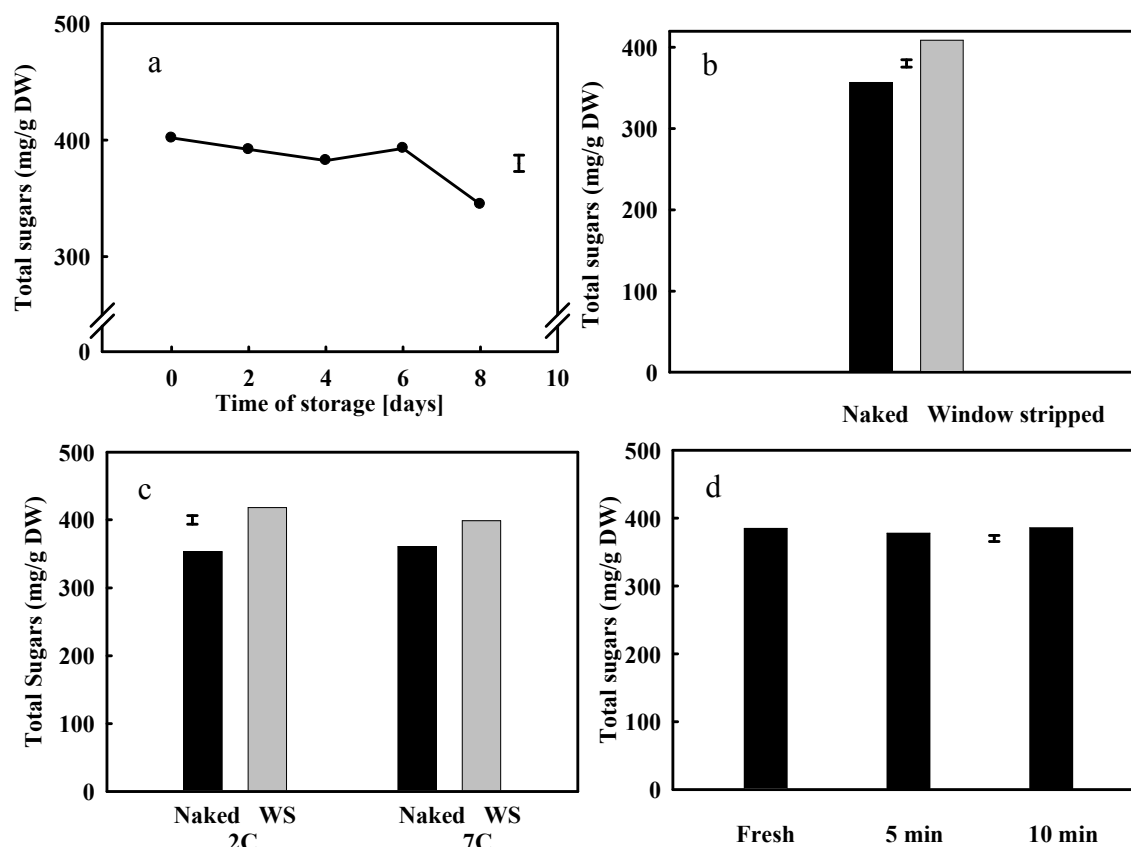 a
Total sugars (mg/g DW)
500
400
300
0
0 2 4 6 8 10
Time of storage [days]
b
Total sugars (mg/g DW)
400
300
200
100
0
Naked Window stripped
c
Total Sugars (mg/g DW)
500
400
300
200
100
0
Naked WS Naked WS
2C 7C
d
Total sugars (mg/g DW)
500
400
300
200
100
0
Fresh 5 min 10 min